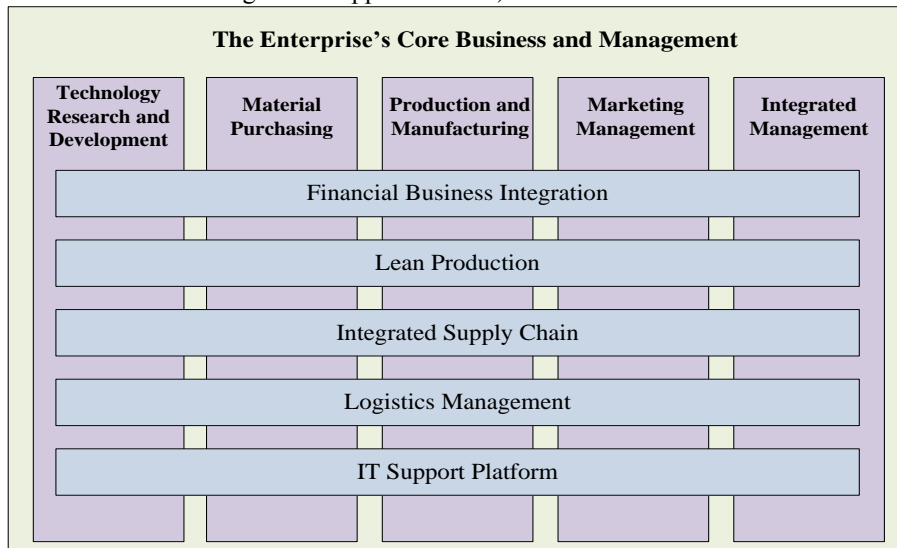 The Enterprise's Core Business and Management
Technology
Research and
Development
Material
Purchasing
Production and
Manufacturing
Marketing
Management
Integrated
Management
Financial Business Integration
Lean Production
Integrated Supply Chain
Logistics Management
IT Support Platform